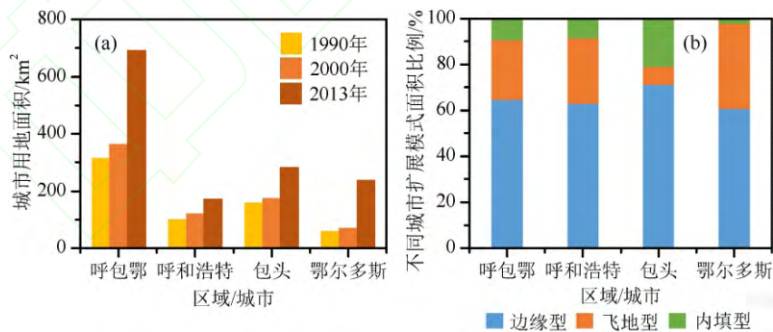 城市用地面积/km²
800
600
400
200
0
(a)
1990年
2000年
2013年
呼包鄂 呼和浩特 包头 鄂尔多斯
区域/城市
不同城市扩展模式面积比例/%
100
80
60
40
20
0
(b)
呼包鄂 呼和浩特 包头 鄂尔多斯
区域/城市
边缘型 飞地型 内填型